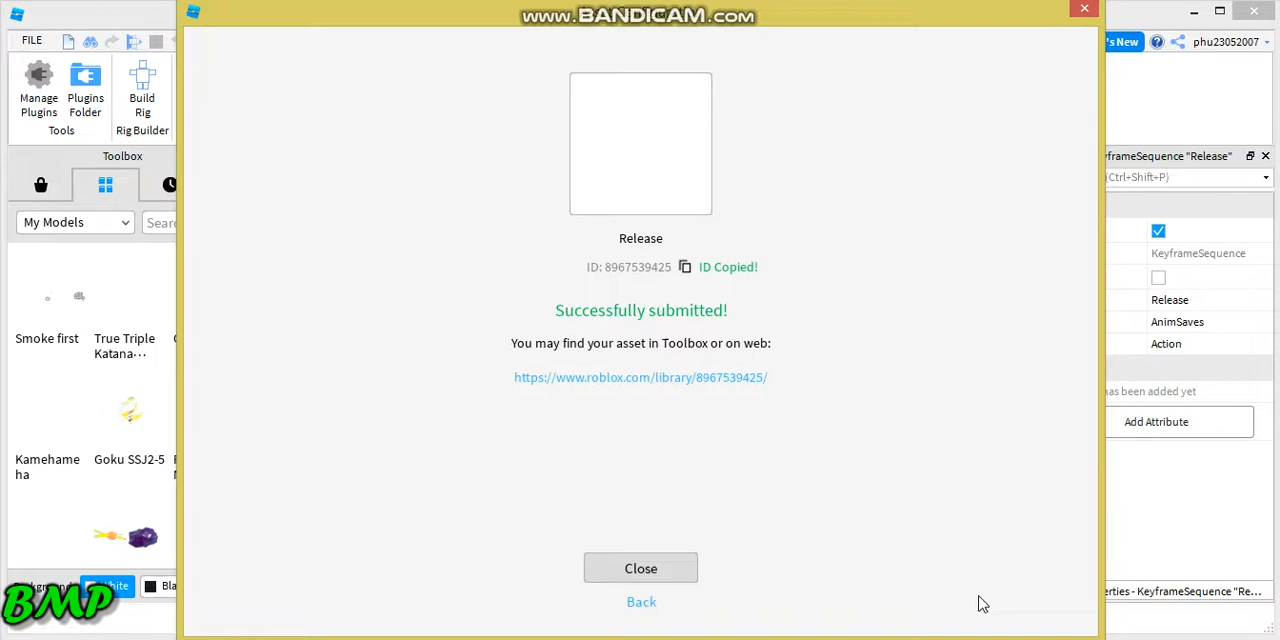 www.BANDICAM.com
FILE
's New
phu23052007
Manage Plugins
Plugins Folder
Build Rig
Tools
Rig Builder
Toolbox
My Models
Sear
Smoke first
True Triple Katana...
Kamehameha
Goku SSJ2-5
White
Bla
BMP
Release
ID: 8967539425
ID Copied!
Successfully submitted!
You may find your asset in Toolbox or on web:
https://www.roblox.com/library/8967539425/
Close
Back
yframeSequence "Release"
(Ctrl+Shift+P)
KeyframeSequence
Release
AnimSaves
Action
has been added yet
Add Attribute
erties - KeyframeSequence "Re...